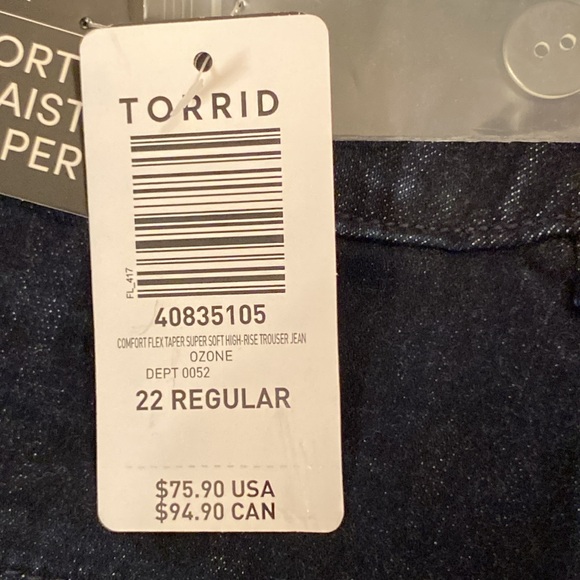 ORT
AIST
PER
TORRID
FL_417
40835105
COMFORT FLEX TAPER SUPER SOFT HIGH-RISE TROUSER JEAN
OZONE
DEPT 0052
22 REGULAR
$75.90 USA
$94.90 CAN